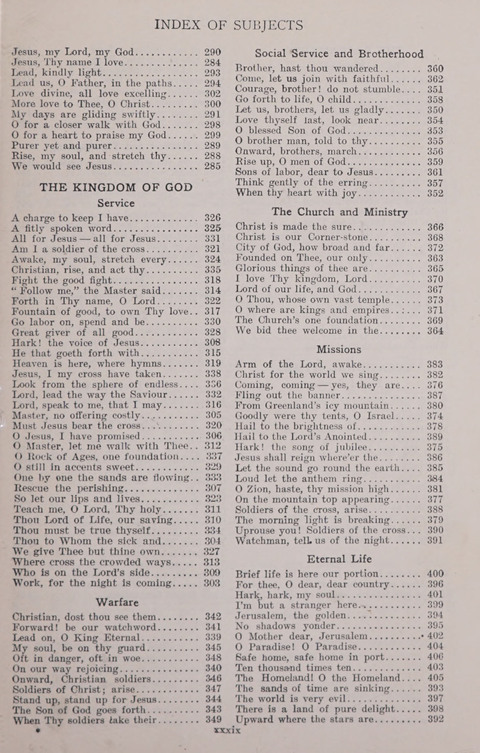 INDEX OF SUBJECTS
Jesus, my Lord, my God............ 290
Jesus, Thy name I love............ 284
Lead, kindly light................ 293
Lead us, O Father, in the paths..... 294
Love divine, all love excelling..... 302
More love to Thee, O Christ........ 300
My days are gliding swiftly........ 291
O for a closer walk with God...... 298
O for a heart to praise my God.... 299
Purer yet and purer............... 289
Rise, my soul, and stretch thy...... 288
We would see Jesus................ 285
THE KINGDOM OF GOD
Service
A charge to keep I have............ 326
A fitly spoken word............... 325
All for Jesus—all for Jesus........ 331
Am I a soldier of the cross........ 321
Awake, my soul, stretch every...... 324
Christian, rise, and act thy........ 335
Fight the good fight............... 318
"Follow me," the Master said...... 314
Forth in Thy name, O Lord........ 322
Fountain of good, to own Thy love.. 317
Go labor on, spend and be......... 330
Great giver of all good............ 328
Hark! the voice of Jesus........... 308
He that goeth forth with.......... 315
Heaven is here, where hymns....... 319
Jesus, I my cross have taken....... 338
Look from the sphere of endless.... 336
Lord, lead the way the Saviour..... 332
Lord, speak to me, that I may...... 316
Master, no offering costly.......... 305
Must Jesus bear the cross.......... 320
O Jesus, I have promised.......... 306
O Master, let me walk with Thee... 312
O Rock of Ages, one foundation.... 337
O still in accents sweet............ 329
One by one the sands are flowing.. 333
Rescue the perishing............... 307
So let our lips and lives........... 323
Teach me, O Lord, Thy holy....... 311
Thou Lord of Life, our saving..... 310
Thou must be true thyself......... 334
Thou to Whom the sick and....... 304
We give Thee but thine own....... 327
Where cross the crowded ways..... 313
Who is on the Lord's side......... 309
Work, for the night is coming..... 303
Warfare
Christian, dost thou see them...... 342
Forward! be our watchword........ 341
Lead on, O King Eternal.......... 339
My soul, be on thy guard......... 345
Oft in danger, oft in woe.......... 348
On our way rejoicing.............. 340
Onward, Christian soldiers........ 346
Soldiers of Christ; arise........... 347
Stand up, stand up for Jesus...... 344
The Son of God goes forth........ 343
When Thy soldiers take their...... 349
Social Service and Brotherhood
Brother, hast thou wandered........ 360
Come, let us join with faithful...... 362
Courage, brother! do not stumble... 351
Go forth to life, O child........... 358
Let us, brothers, let us gladly...... 350
Love thyself last, look near........ 354
O blessed Son of God............. 353
O brother man, told to thy........ 355
Onward, brothers, march.......... 356
Rise up, O men of God........... 359
Sons of labor, dear to Jesus....... 361
Think gently of the erring........ 357
When thy heart with joy.......... 352
The Church and Ministry
Christ is made the sure........... 366
Christ is our Corner-stone......... 368
City of God, how broad and far.... 372
Founded on Thee, our only........ 363
Glorious things of thee are........ 365
I love Thy kingdom, Lord......... 370
Lord of our life, and God......... 367
O Thou, whose own vast temple... 373
O where are kings and empires.... 371
The Church's one foundation...... 369
We bid thee welcome in the....... 364
Missions
Arm of the Lord, awake........... 383
Christ for the world we sing....... 382
Coming, coming—yes, they are.... 376
Fling out the banner.............. 387
From Greenland's icy mountain.... 380
Goodly were thy tents, O Israel.... 374
Hail to the brightness of.......... 378
Hail to the Lord's Anointed....... 389
Hark! the song of jubilee......... 375
Jesus shall reign where'er the..... 386
Let the sound go round the earth... 385
Loud let the anthem ring......... 384
O Zion, haste, thy mission high.... 381
On the mountain top appearing.... 377
Soldiers of the cross, arise......... 388
The morning light is breaking..... 379
Uprouse you! Soldiers of the cross... 390
Watchman, tell us of the night..... 391
Eternal Life
Brief life is here our portion....... 400
For thee, O dear, dear country.... 396
Hark, hark, my soul.............. 401
I'm but a stranger here........... 399
Jerusalem, the golden............. 394
No shadows yonder............... 395
O Mother dear, Jerusalem......... 402
O Paradise! O Paradise........... 404
Safe home, safe home in port...... 406
Ten thousand times ten........... 403
The Homeland! O the Homeland... 405
The sands of time are sinking..... 393
The world is very evil............ 397
There is a land of pure delight.... 398
Upward where the stars are....... 392
*
xxxix